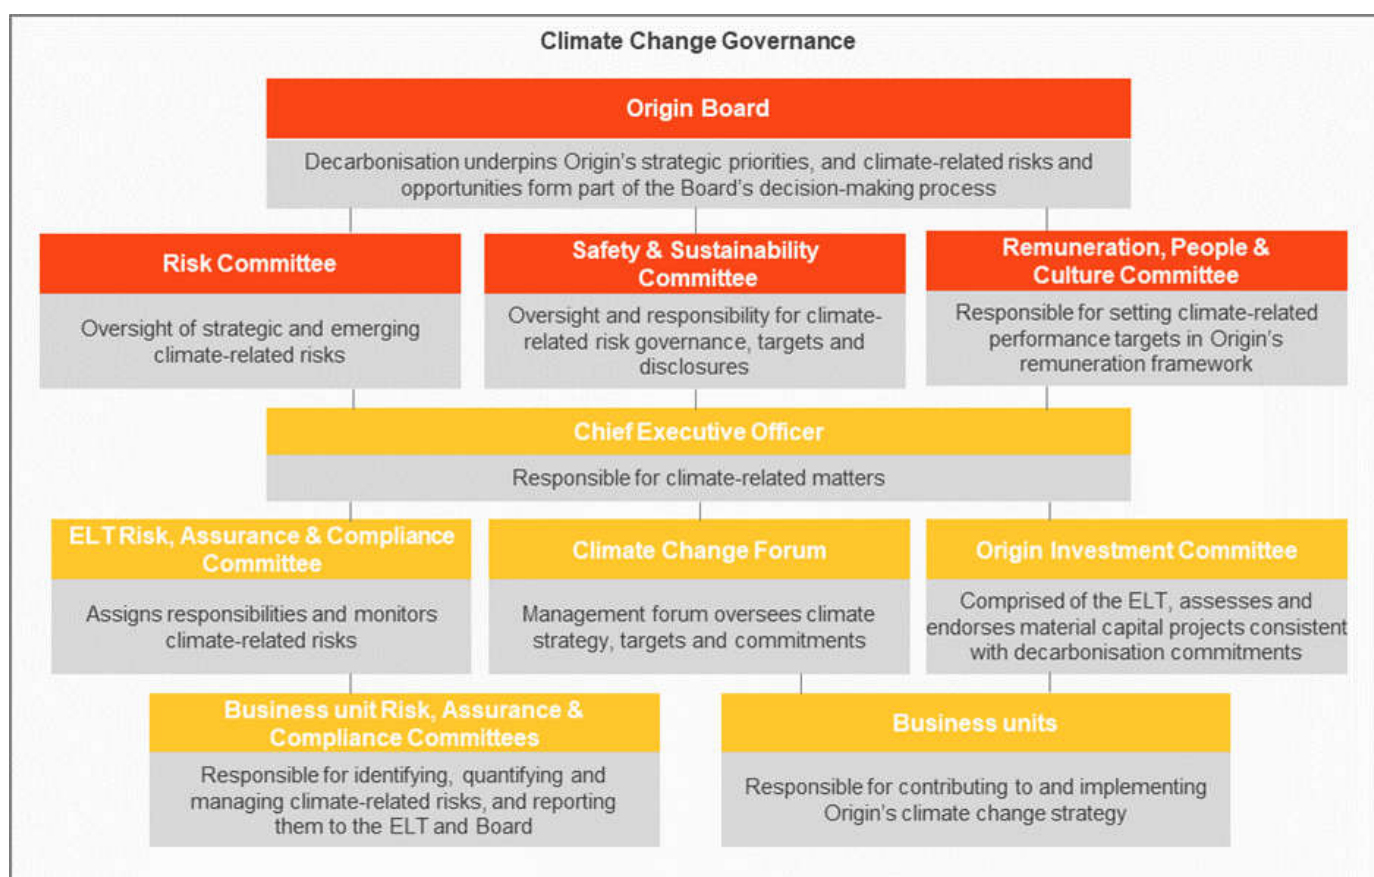 Climate Change Governance
Origin Board
Decarbonisation underpins Origin's strategic priorities, and climate-related risks and
opportunities form part of the Board's decision-making process
Risk Committee
Oversight of strategic and emerging
climate-related risks
Safety & Sustainability
Committee
Oversight and responsibility for climate-
related risk governance, targets and
disclosures
Remuneration, People &
Culture Committee
Responsible for setting climate-related
performance targets in Origin's
remuneration framework
Chief Executive Officer
Responsible for climate-related matters
ELT Risk, Assurance & Compliance
Committee
Assigns responsibilities and monitors
climate-related risks
Climate Change Forum
Management forum oversees climate
strategy, targets and commitments
Origin Investment Committee
Comprised of the ELT, assesses and
endorses material capital projects consistent
with decarbonisation commitments
Business unit Risk, Assurance &
Compliance Committees
Responsible for identifying, quantifying and
managing climate-related risks, and reporting
them to the ELT and Board
Business units
Responsible for contributing to and implementing
Origin's climate change strategy